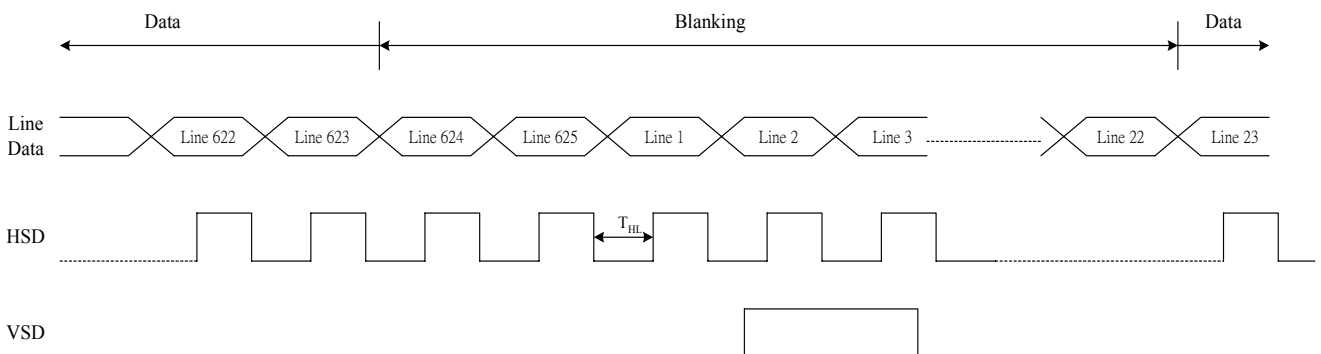 Data Blanking Data
Line Data
Line 622 Line 623 Line 624 Line 625 Line 1 Line 2 Line 3 Line 22 Line 23
HSD
THL
VSD